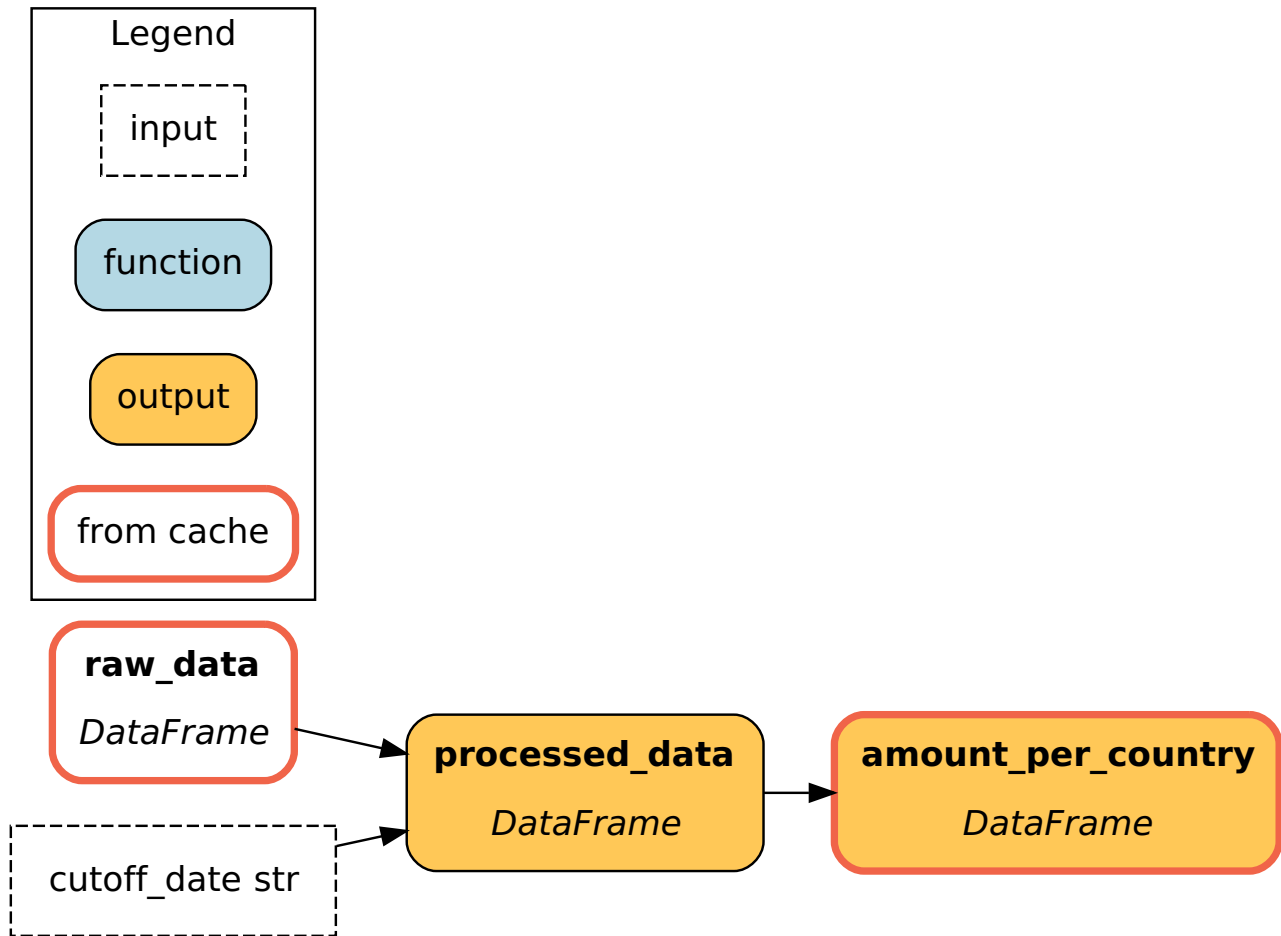 Legend
input
function
output
from cache
raw_data
DataFrame
cutoff_date str
processed_data
DataFrame
amount_per_country
DataFrame